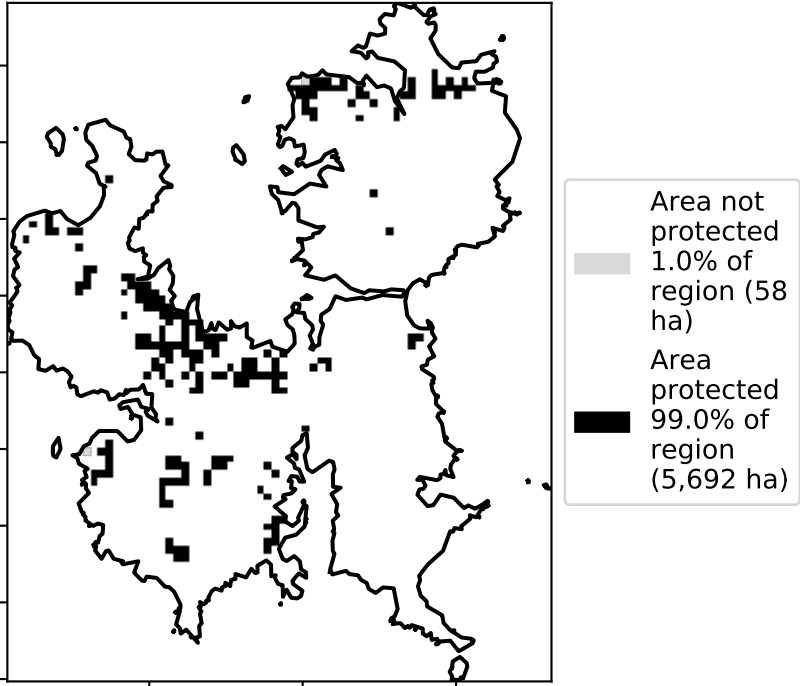 Area not
protected
1.0% of
region (58
ha)
Area
protected
99.0% of
region
(5,692 ha)